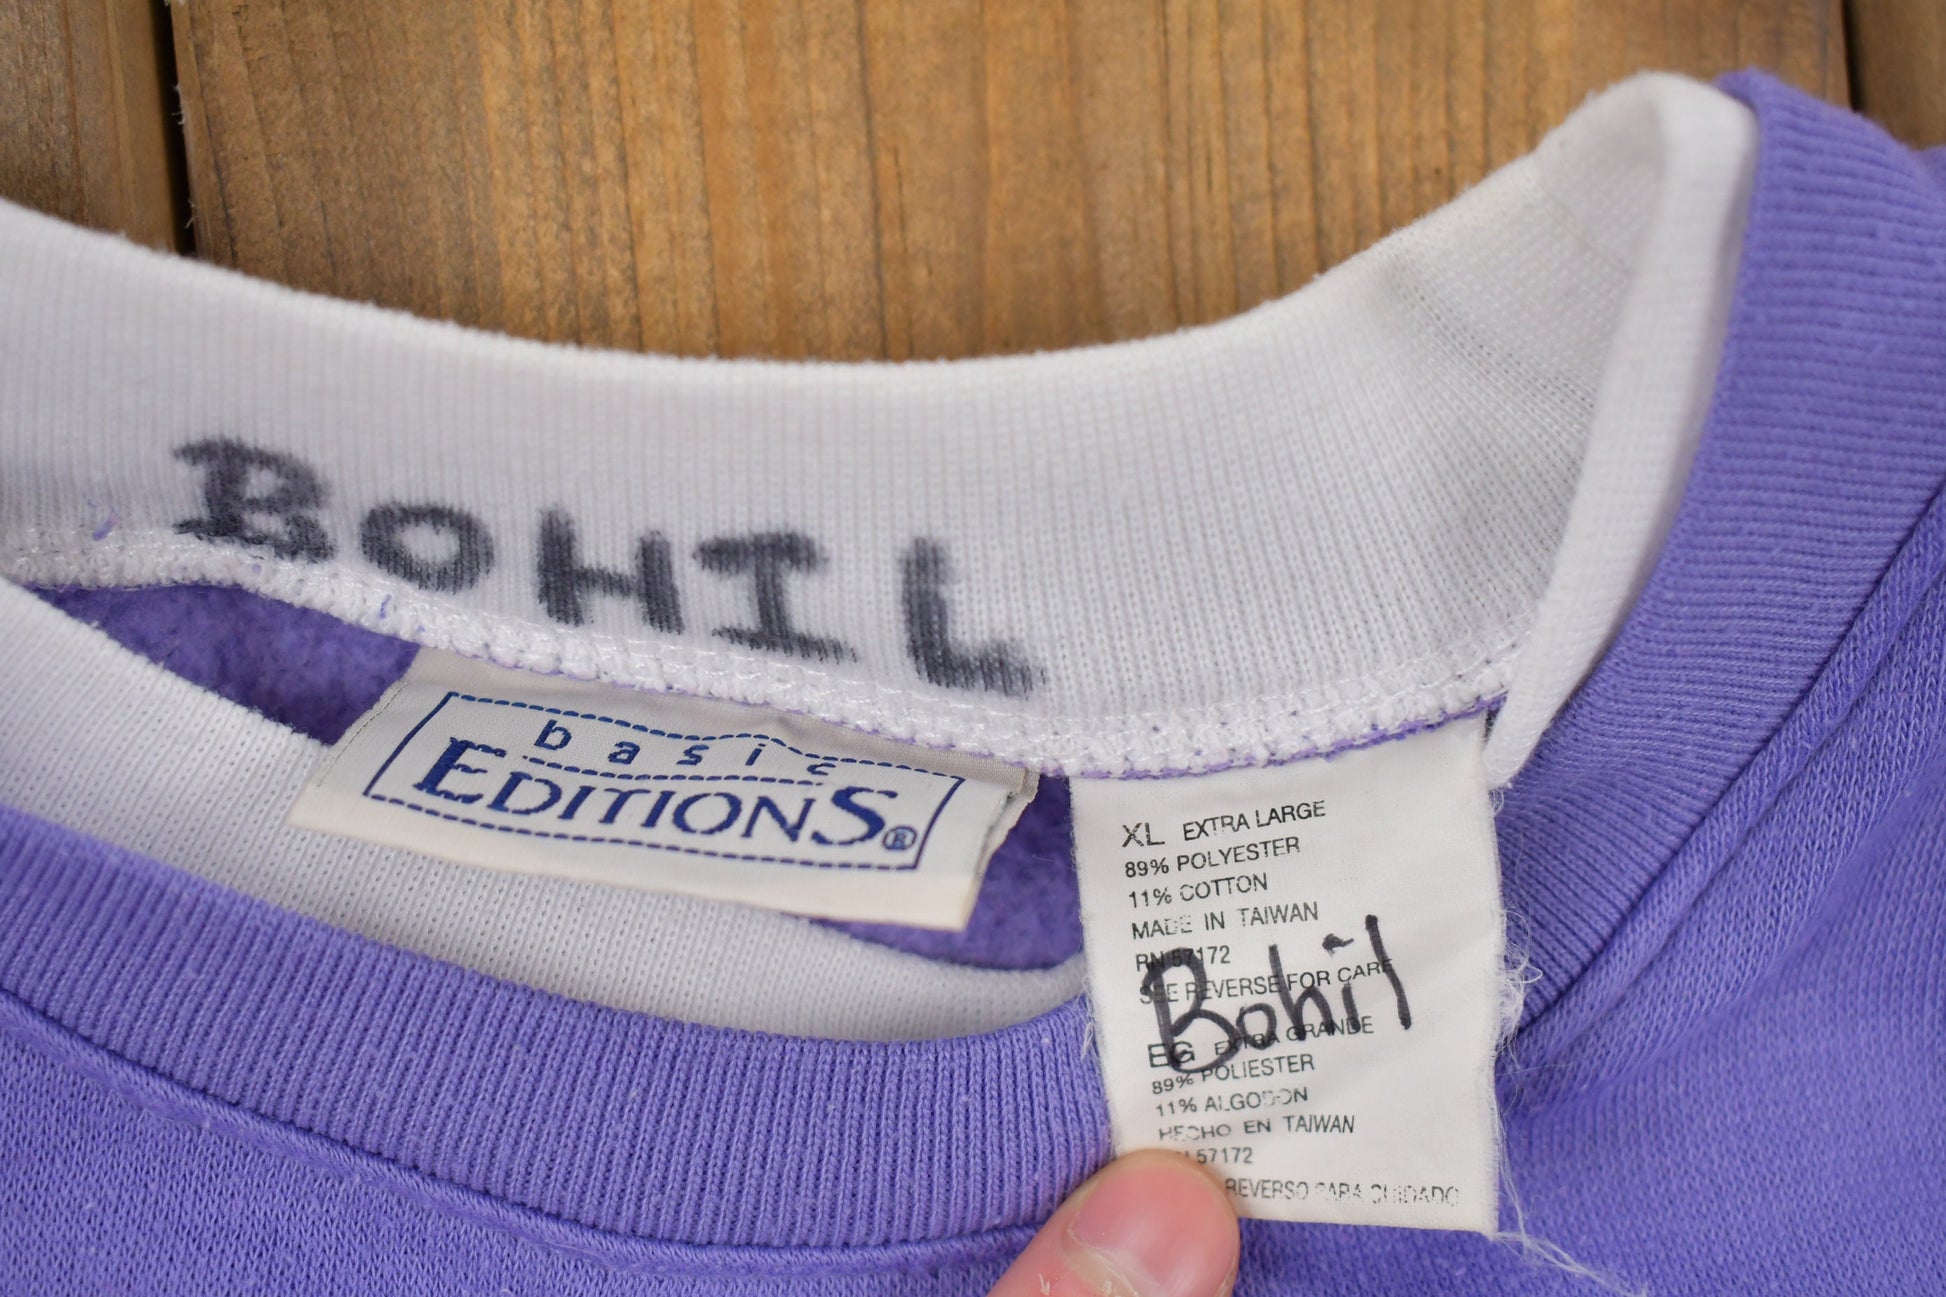 BOHIL
basic
EDITIONS®
XL EXTRA LARGE
89% POLYESTER
11% COTTON
MADE IN TAIWAN
RN 57172
SEE REVERSE FOR CARE
Bohil
EG EXTRA GRANDE
89% POLIESTER
11% ALGODON
HECHO EN TAIWAN
57172
REVERSO PARA CUIDADO